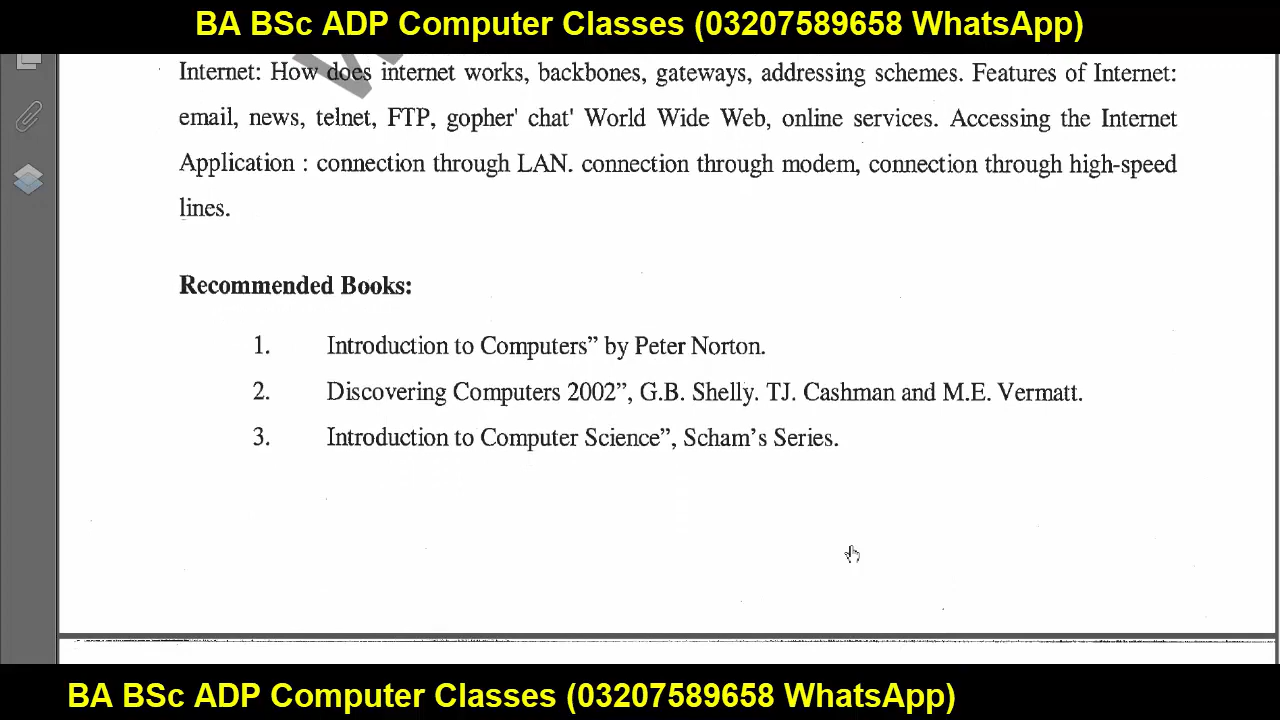 BA BSc ADP Computer Classes (03207589658 WhatsApp)
Internet: How does internet works, backbones, gateways, addressing schemes. Features of Internet:
email, news, telnet, FTP, gopher' chat' World Wide Web, online services. Accessing the Internet
Application : connection through LAN. connection through modem, connection through high-speed
lines.
Recommended Books:
1. Introduction to Computers” by Peter Norton.
2. Discovering Computers 2002”, G.B. Shelly. TJ. Cashman and M.E. Vermatt.
3. Introduction to Computer Science”, Scham’s Series.
BA BSc ADP Computer Classes (03207589658 WhatsApp)